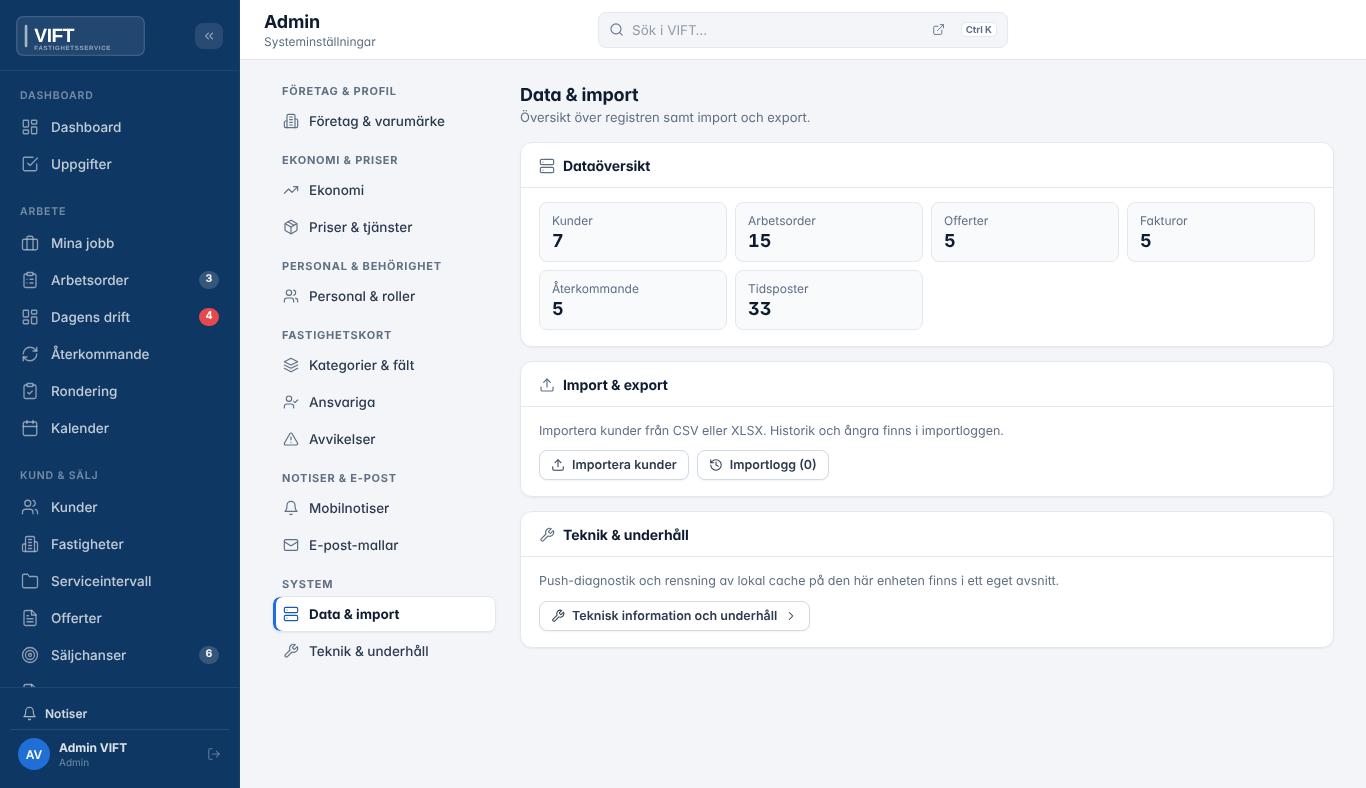 VIFT
FASTIGHETSSERVICE
DASHBOARD
Dashboard
Uppgifter
ARBETE
Mina jobb
Arbetsorder 3
Dagens drift 4
Återkommande
Rondering
Kalender
KUND & SÄLJ
Kunder
Fastigheter
Serviceintervall
Offerter
Säljchanser 6
Notiser
AV
Admin VIFT
Admin
Admin
Systeminställningar
Sök i VIFT...
Ctrl K
FÖRETAG & PROFIL
Företag & varumärke
EKONOMI & PRISER
Ekonomi
Priser & tjänster
PERSONAL & BEHÖRIGHET
Personal & roller
FASTIGHETSKORT
Kategorier & fält
Ansvariga
Avvikelser
NOTISER & E-POST
Mobilnotiser
E-post-mallar
SYSTEM
Data & import
Teknik & underhåll
Data & import
Översikt över registren samt import och export.
Dataöversikt
Kunder
7
Arbetsorder
15
Offerter
5
Fakturor
5
Återkommande
5
Tidsposter
33
Import & export
Importera kunder från CSV eller XLSX. Historik och ångra finns i importloggen.
Importera kunder
Importlogg (0)
Teknik & underhåll
Push-diagnostik och rensning av lokal cache på den här enheten finns i ett eget avsnitt.
Teknisk information och underhåll